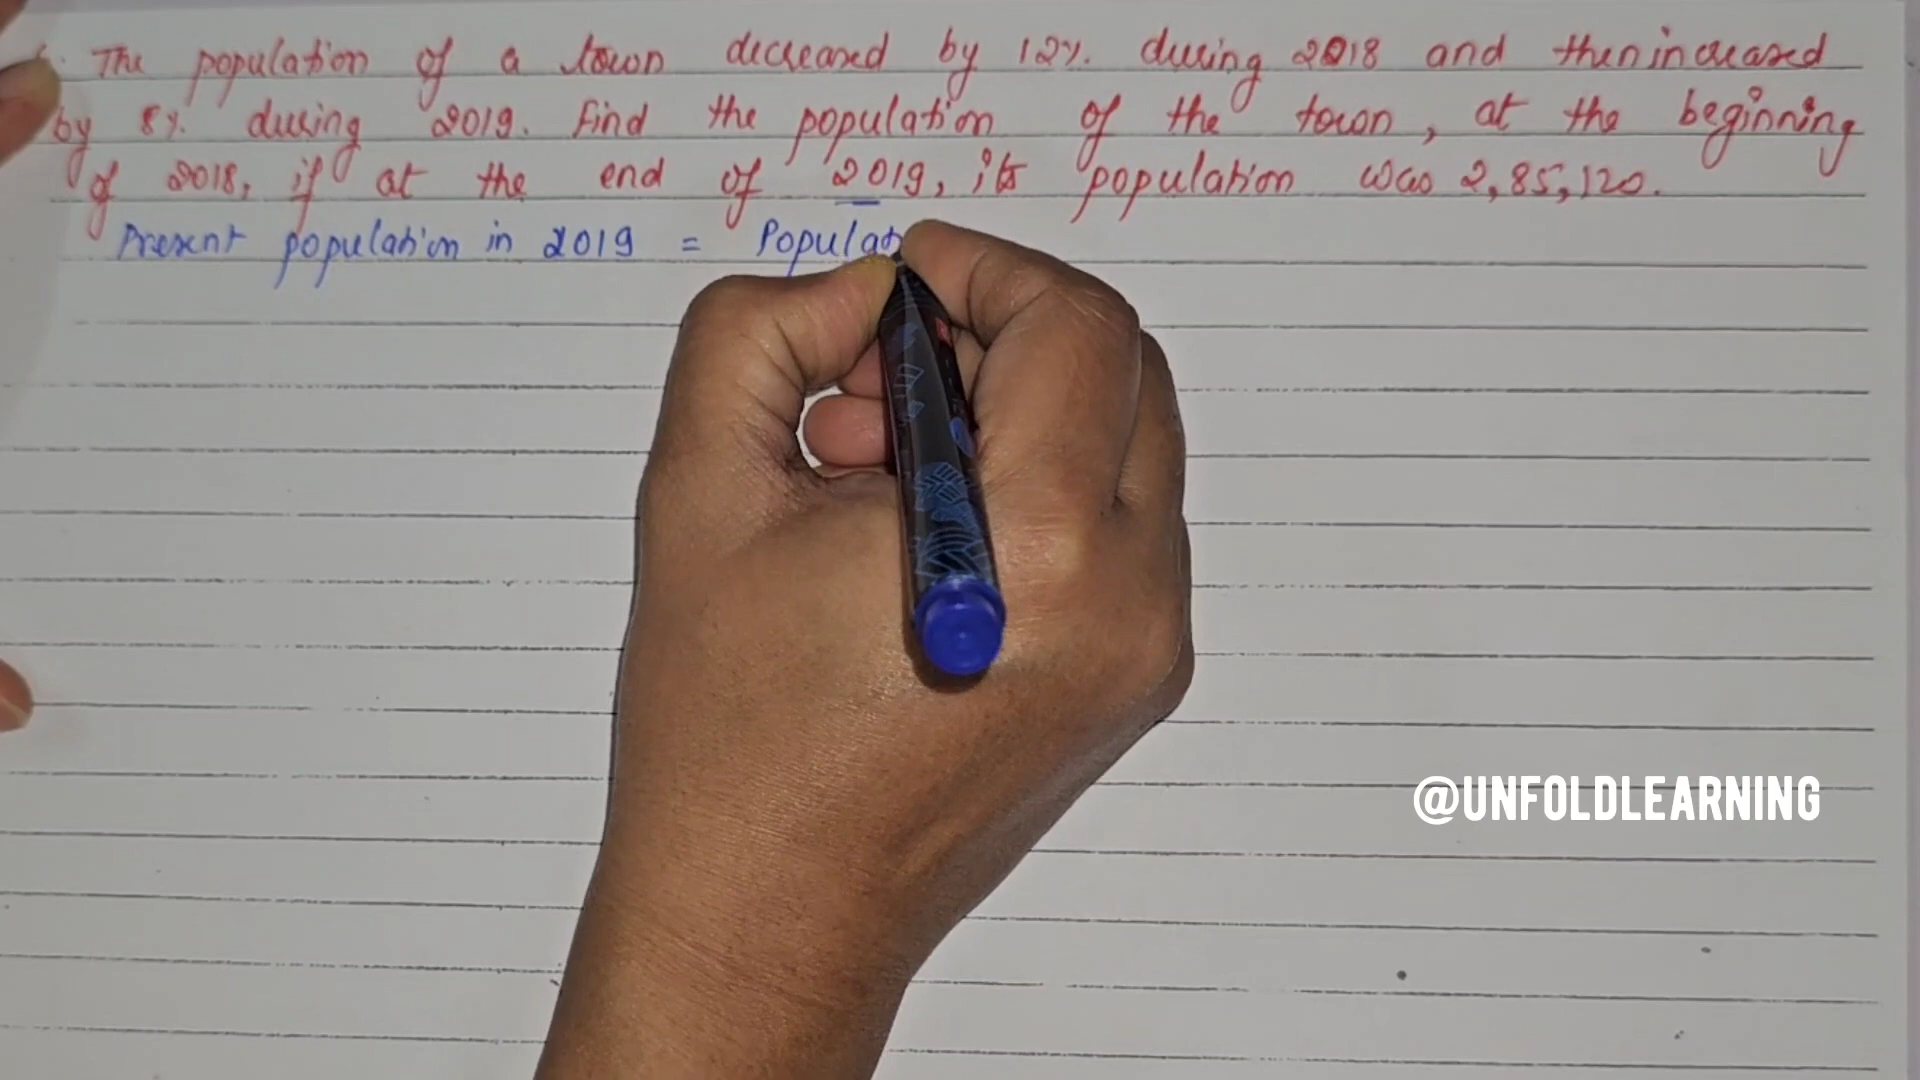 The population of a town decreased by 12%. during 2018 and then increased
by 8%. during 2019. Find the population of the town, at the beginning
of 2018, if at the end of 2019, its population was 2,85,120.
Present population in 2019 = Populat
@UNFOLDLEARNING